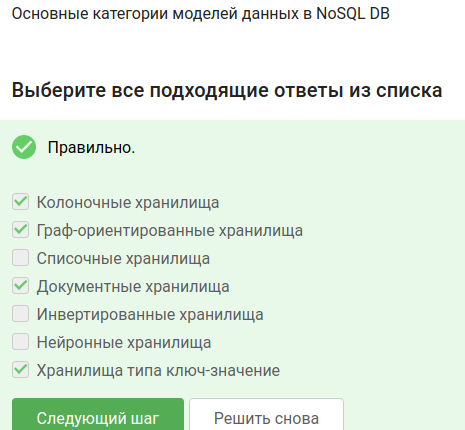 Основные категории моделей данных в NoSQL DB
Выберите все подходящие ответы из списка
Правильно.
Колоночные хранилища
Граф-ориентированные хранилища
Списочные хранилища
Документные хранилища
Инвертированные хранилища
Нейронные хранилища
Хранилища типа ключ-значение
Следующий шаг
Решить снова